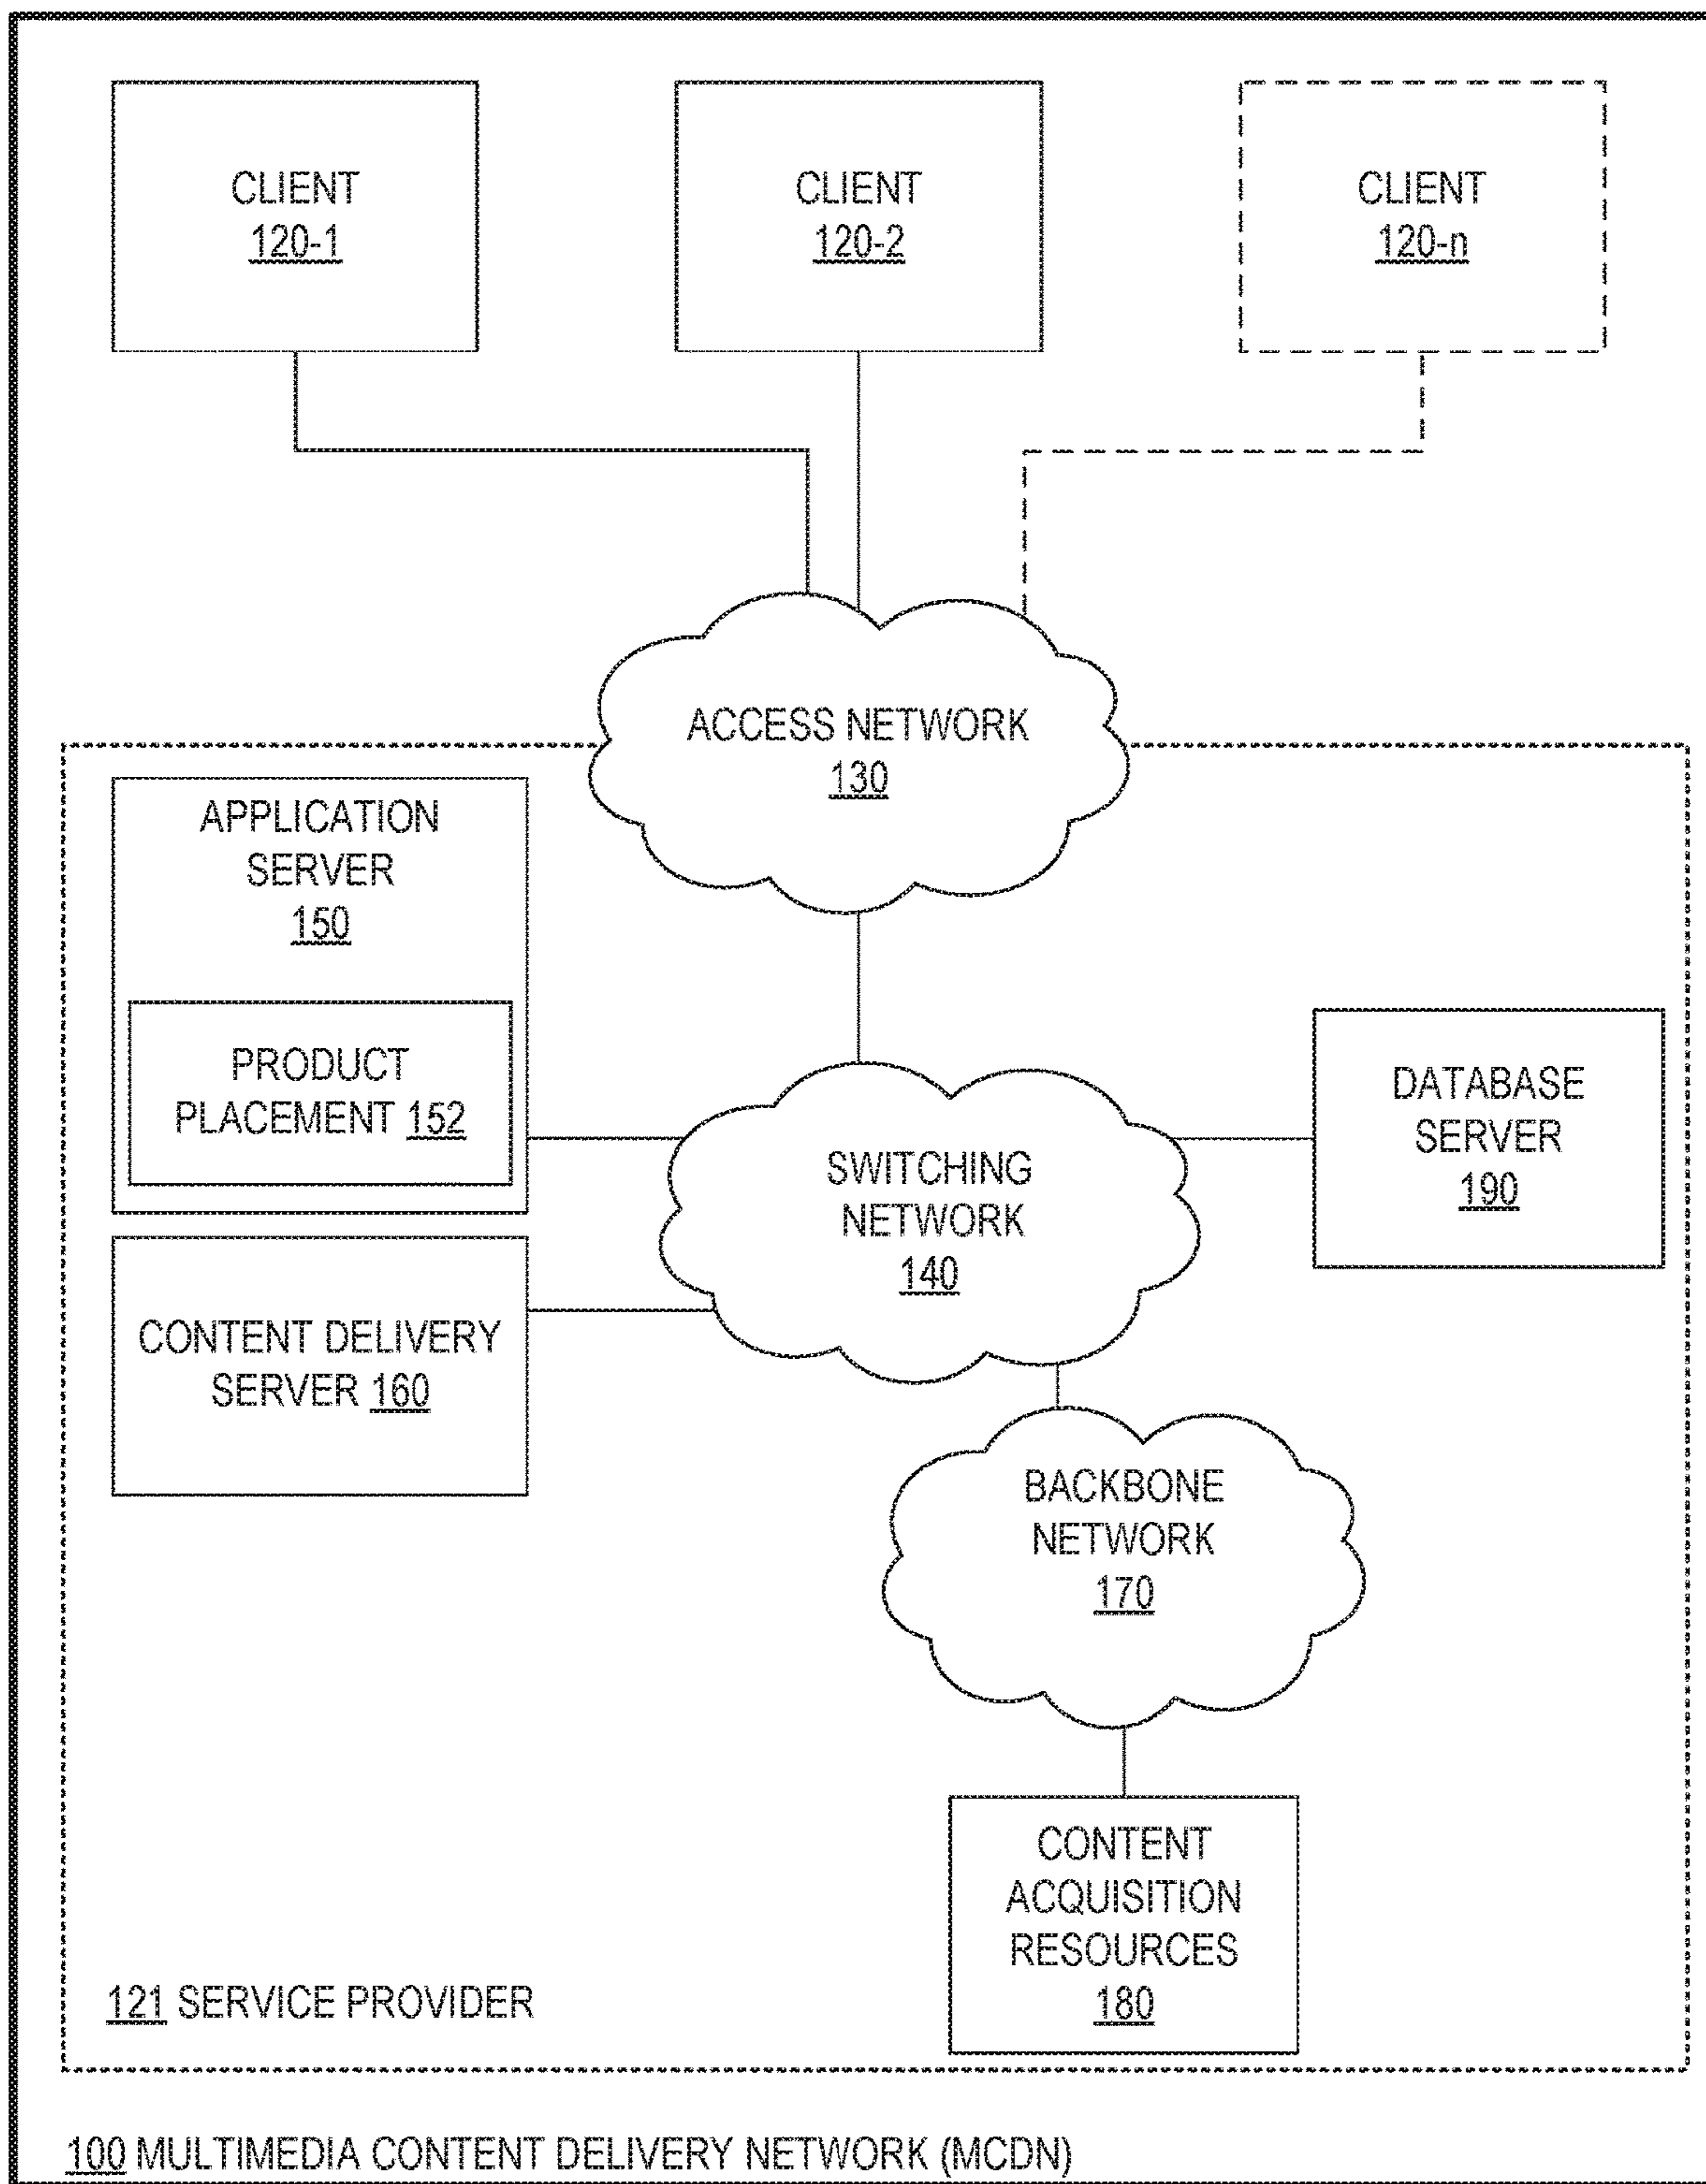 CLIENT
120-1
CLIENT
120-2
CLIENT
120-n
ACCESS NETWORK
130
APPLICATION
SERVER
150
PRODUCT
PLACEMENT 152
SWITCHING
NETWORK
140
DATABASE
SERVER
190
CONTENT DELIVERY
SERVER 160
BACKBONE
NETWORK
170
CONTENT
ACQUISITION
RESOURCES
180
121 SERVICE PROVIDER
100 MULTIMEDIA CONTENT DELIVERY NETWORK (MCDN)